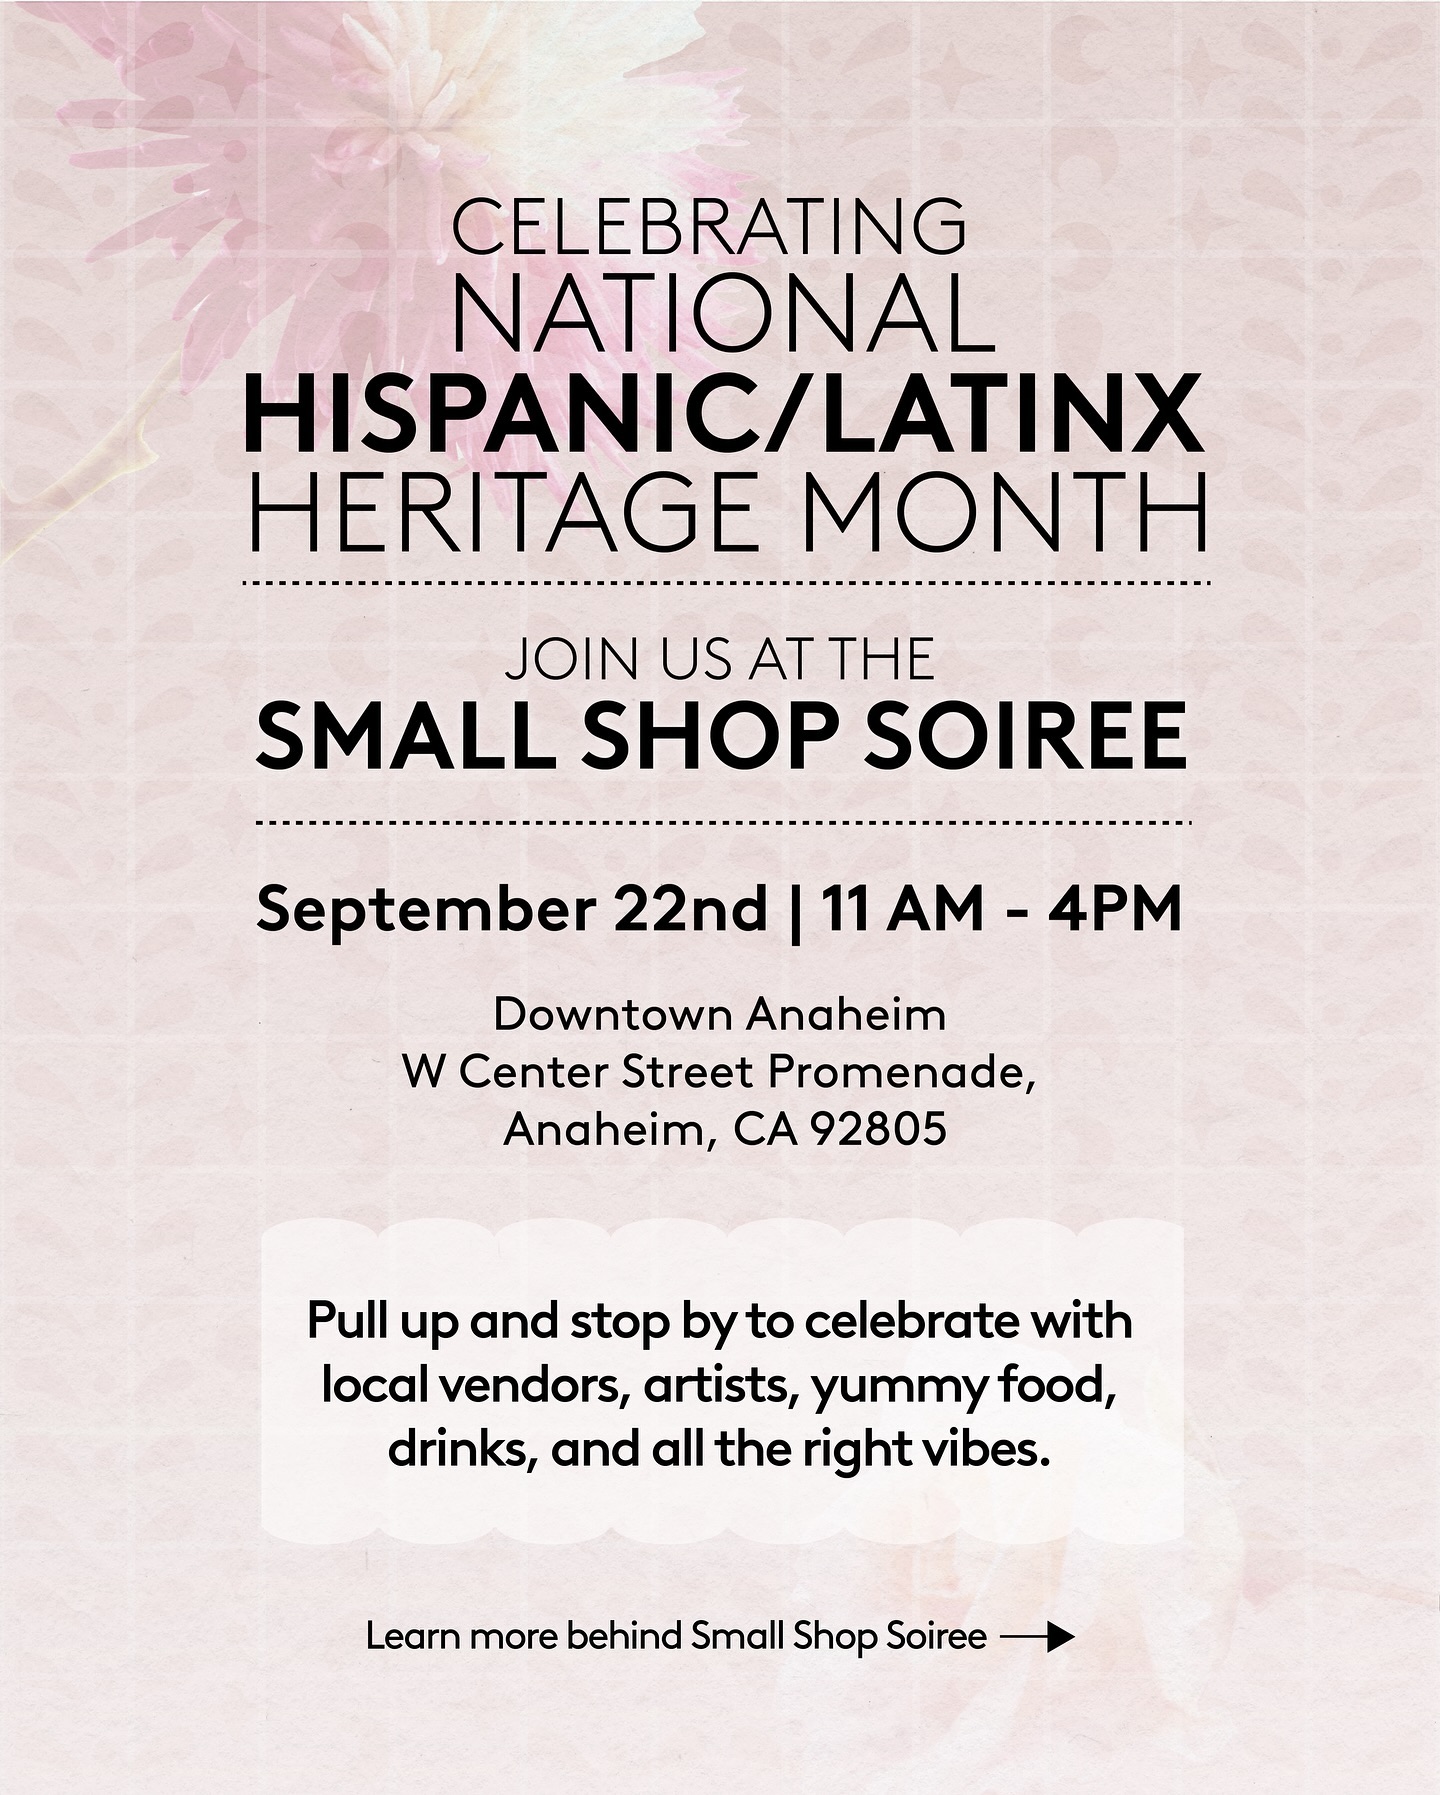 CELEBRATING
NATIONAL
HISPANIC/LATINX
HERITAGE MONTH
JOIN US AT THE
SMALL SHOP SOIREE
September 22nd | 11 AM - 4PM
Downtown Anaheim
W Center Street Promenade,
Anaheim, CA 92805
Pull up and stop by to celebrate with
local vendors, artists, yummy food,
drinks, and all the right vibes.
Learn more behind Small Shop Soiree